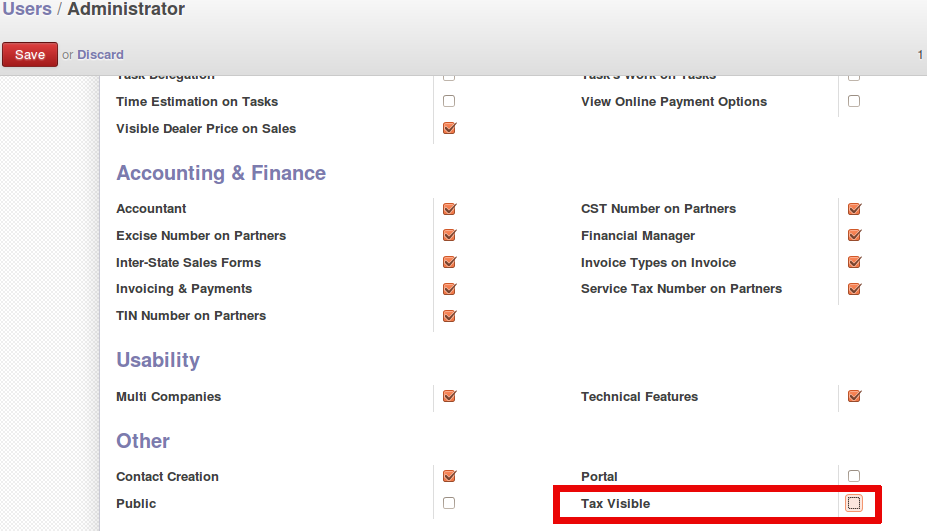 Users / Administrator
Save or Discard
1
Task Delegation
Task's Work on Tasks
Time Estimation on Tasks
View Online Payment Options
Visible Dealer Price on Sales
Accounting & Finance
Accountant
CST Number on Partners
Excise Number on Partners
Financial Manager
Inter-State Sales Forms
Invoice Types on Invoice
Invoicing & Payments
Service Tax Number on Partners
TIN Number on Partners
Usability
Multi Companies
Technical Features
Other
Contact Creation
Portal
Public
Tax Visible